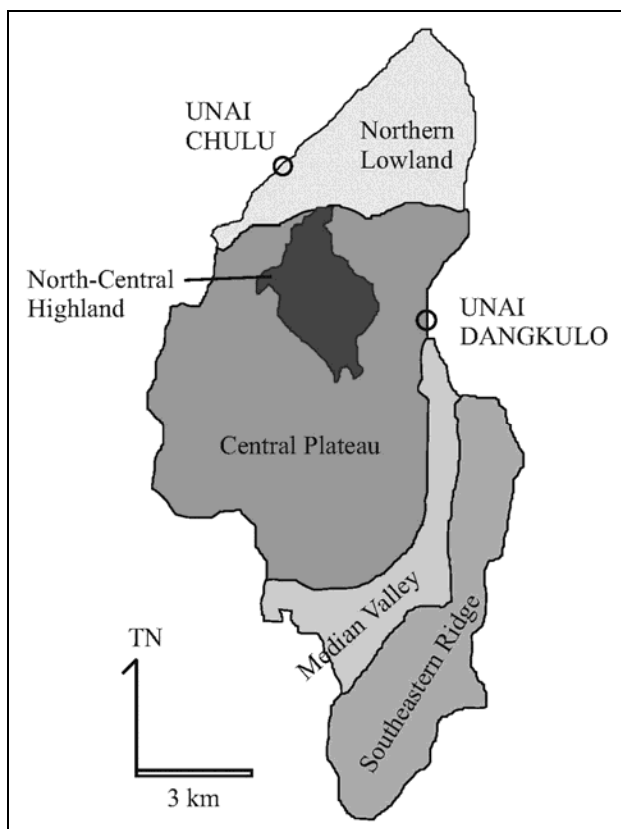 UNAI
CHULU
Northern
Lowland
North-Central
Highland
UNAI
DANGKULO
Central Plateau
Median Valley
Southeastern Ridge
TN
3 km